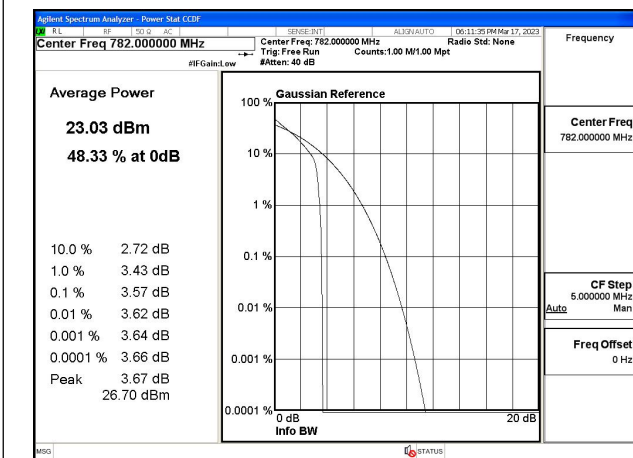 Agilent Spectrum Analyzer - Power Stat CCDF
LXI RL RF 50 Ω AC SENSE:INT ALIGN AUTO 06:11:35 PM Mar 17, 2023
Center Freq 782.000000 MHz
Center Freq: 782.000000 MHz Radio Std: None
Trig: Free Run Counts:1.00 M/1.00 Mpt
#IFGain:Low #Atten: 40 dB
Frequency
Average Power
23.03 dBm
48.33 % at 0dB
10.0 % 2.72 dB
1.0 % 3.43 dB
0.1 % 3.57 dB
0.01 % 3.62 dB
0.001 % 3.64 dB
0.0001 % 3.66 dB
Peak 3.67 dB
26.70 dBm
Gaussian Reference
100 %
10 %
1 %
0.1 %
0.01 %
0.001 %
0.0001 %
0 dB 20 dB
Info BW
Center Freq
782.000000 MHz
CF Step
5.000000 MHz
Auto Man
Freq Offset
0 Hz
MSG STATUS